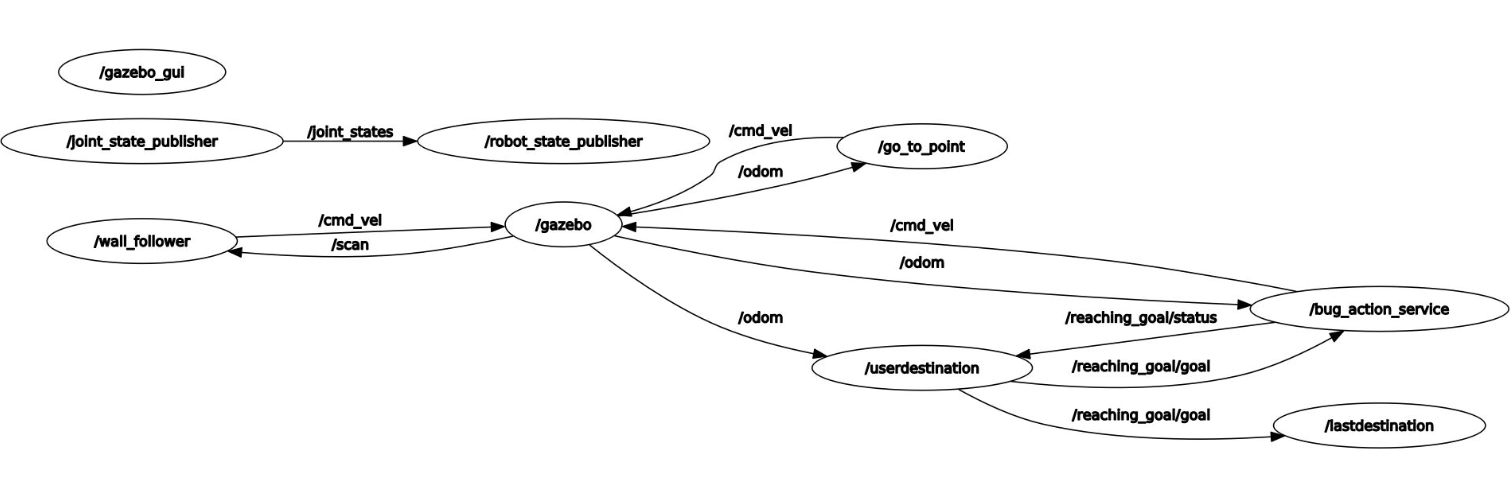 /gazebo_gui
/joint_state_publisher
/joint_states
/robot_state_publisher
/cmd_vel
/go_to_point
/odom
/wall_follower
/cmd_vel
/scan
/gazebo
/cmd_vel
/odom
/bug_action_service
/odom
/reaching_goal/status
/userdestination
/reaching_goal/goal
/reaching_goal/goal
/lastdestination